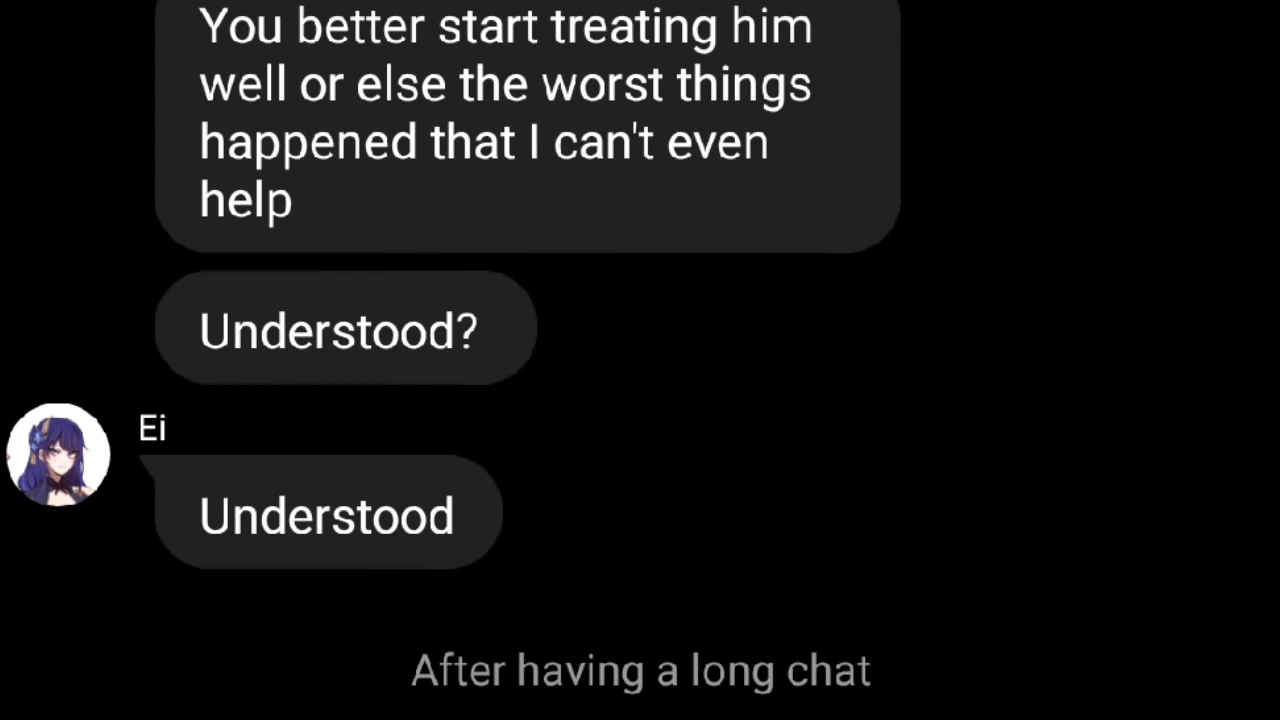 You better start treating him
well or else the worst things
happened that I can't even
help
Understood?
Ei
Understood
After having a long chat